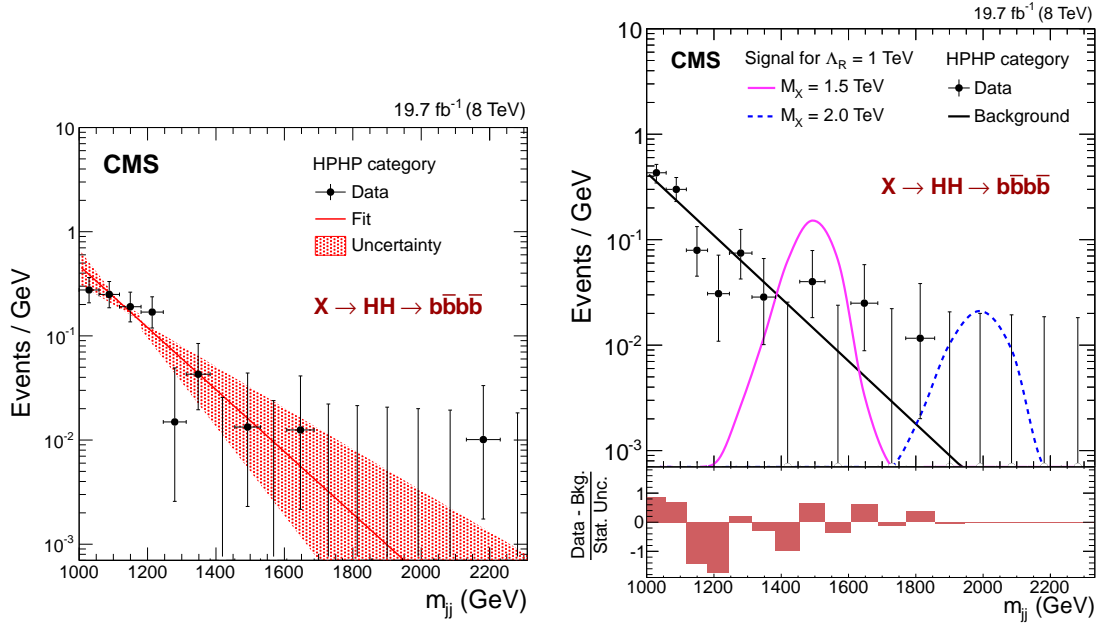 19.7 fb⁻¹ (8 TeV)
CMS
HPHP category
Data
Fit
Uncertainty
X → HH → bb̄bb̄
Events / GeV
10
1
10⁻¹
10⁻²
10⁻³
1000 1200 1400 1600 1800 2000 2200
m_jj (GeV)
19.7 fb⁻¹ (8 TeV)
CMS
Signal for Λ_R = 1 TeV
M_X = 1.5 TeV
M_X = 2.0 TeV
HPHP category
Data
Background
X → HH → bb̄bb̄
Events / GeV
10
1
10⁻¹
10⁻²
10⁻³
Data - Bkg.
Stat. Unc.
1
0
-1
1000 1200 1400 1600 1800 2000 2200
m_jj (GeV)